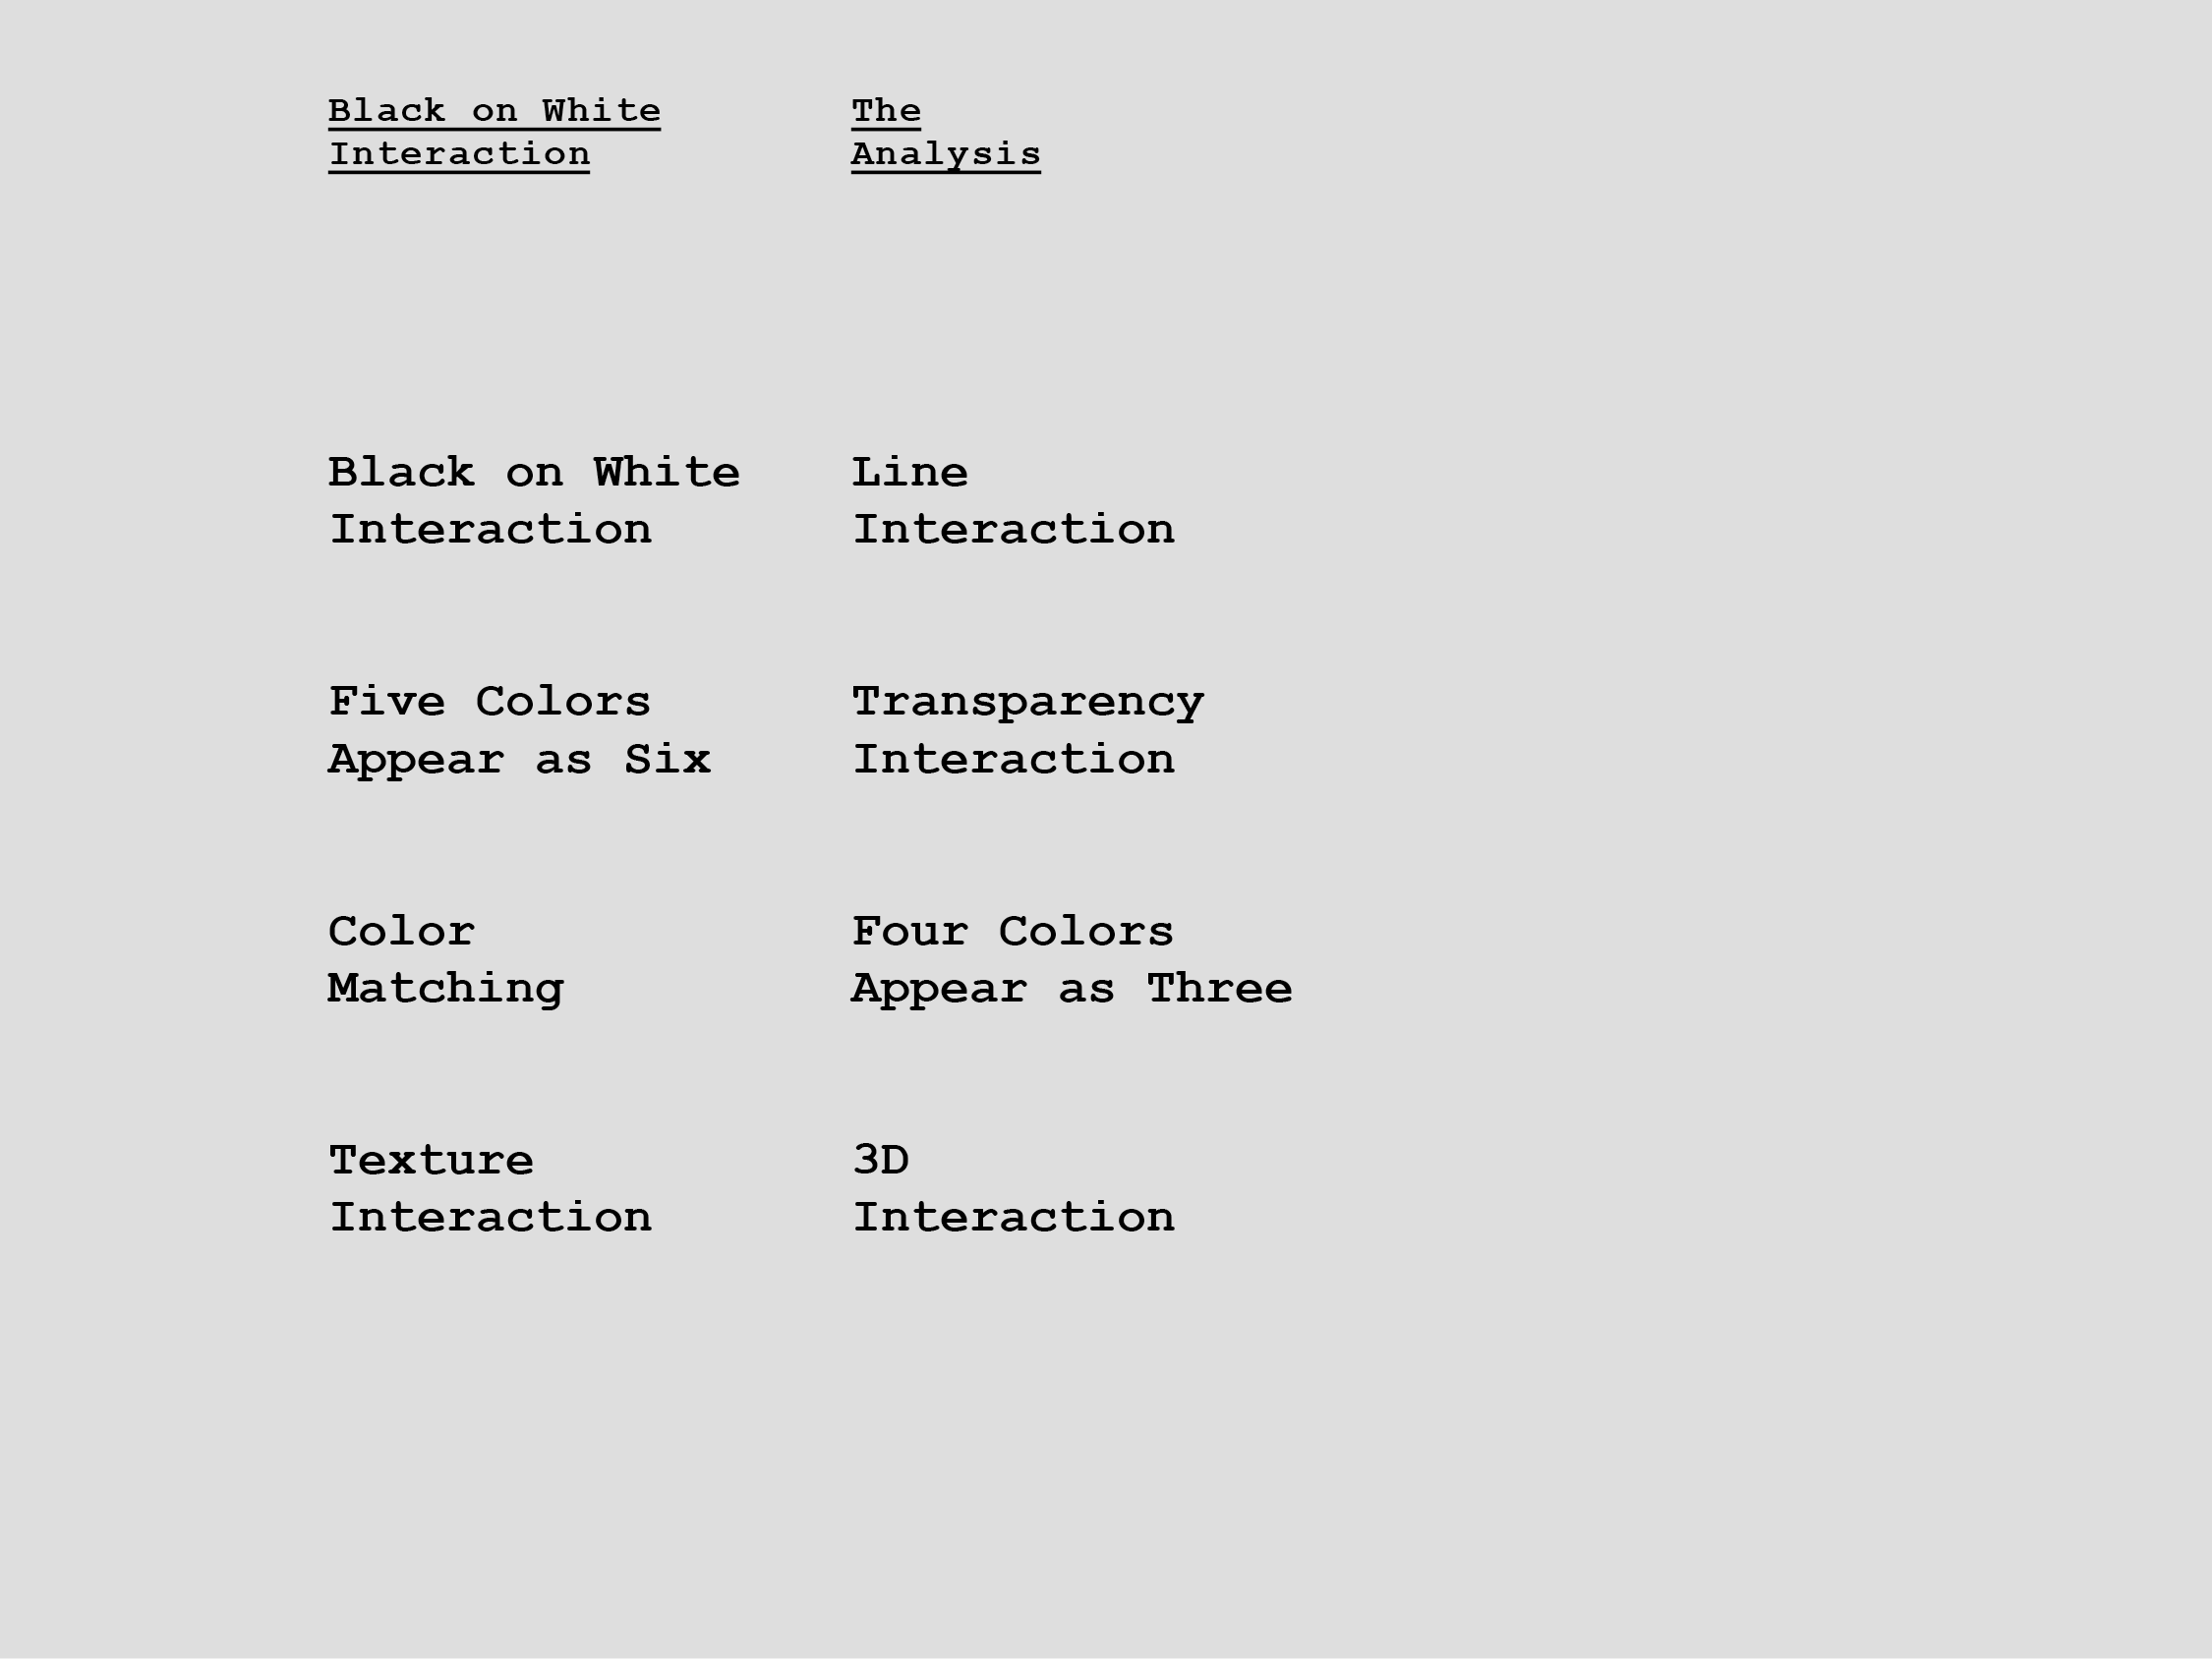 Black on White
Interaction
The
Analysis
Black on White
Interaction
Line
Interaction
Five Colors
Appear as Six
Transparency
Interaction
Color
Matching
Four Colors
Appear as Three
Texture
Interaction
3D
Interaction